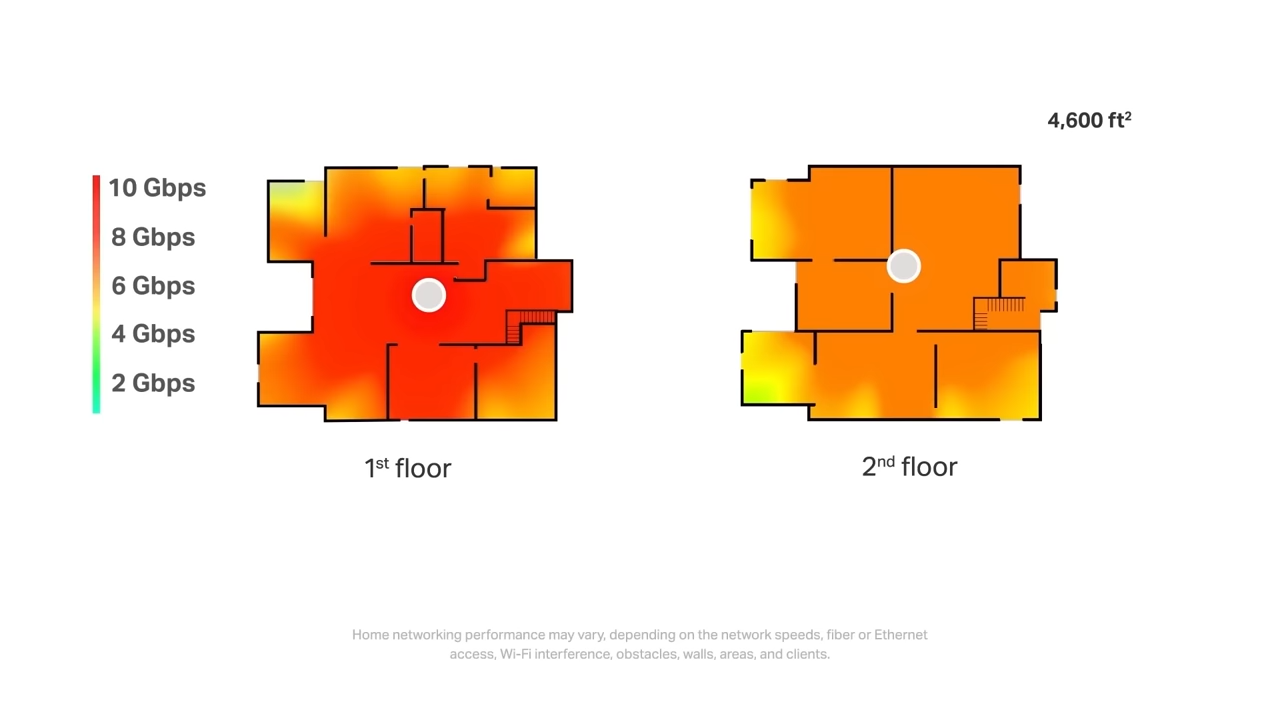 4,600 ft²
10 Gbps
8 Gbps
6 Gbps
4 Gbps
2 Gbps
1st floor
2nd floor
Home networking performance may vary, depending on the network speeds, fiber or Ethernet
access, Wi-Fi interference, obstacles, walls, areas, and clients.